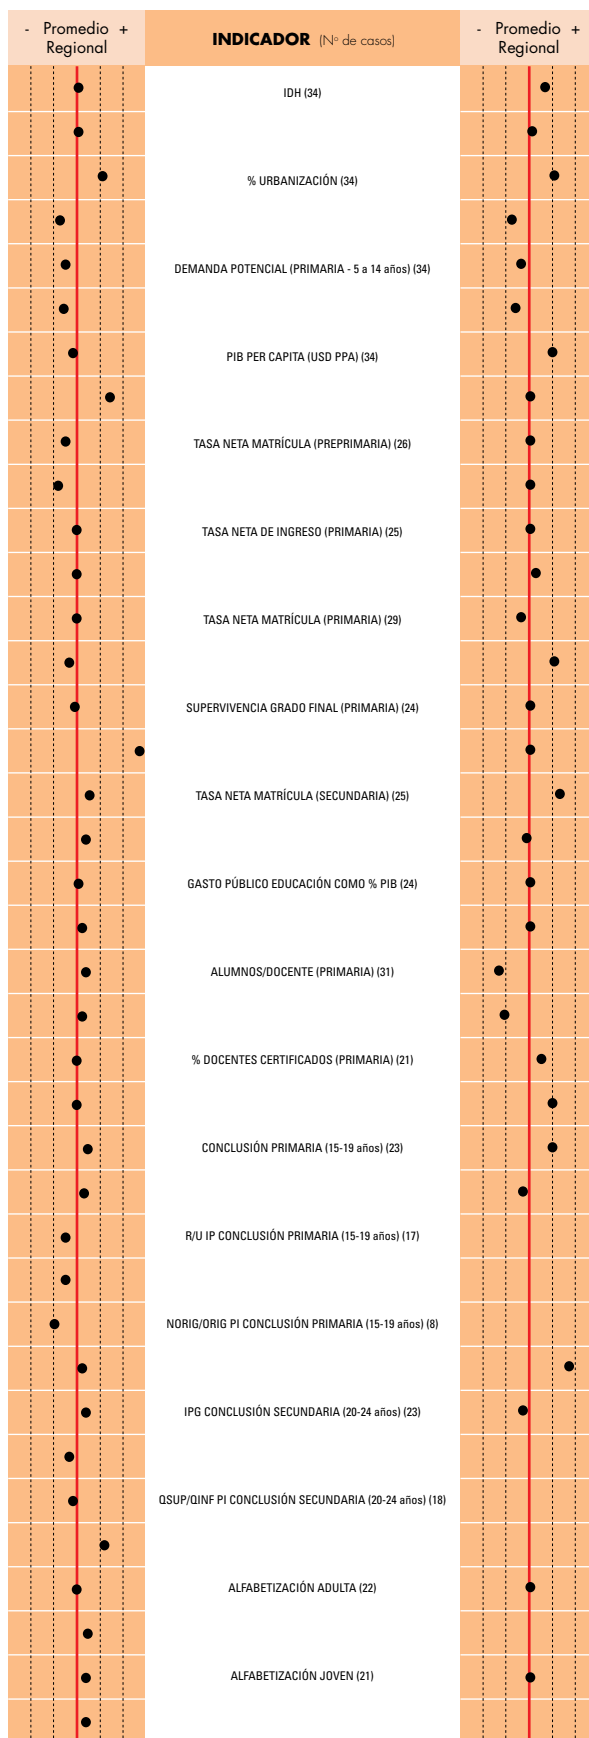 - Promedio +
Regional
INDICADOR (Nº de casos)
- Promedio +
Regional
IDH (34)
% URBANIZACIÓN (34)
DEMANDA POTENCIAL (PRIMARIA - 5 a 14 años) (34)
PIB PER CAPITA (USD PPA) (34)
TASA NETA MATRÍCULA (PREPRIMARIA) (26)
TASA NETA DE INGRESO (PRIMARIA) (25)
TASA NETA MATRÍCULA (PRIMARIA) (29)
SUPERVIVENCIA GRADO FINAL (PRIMARIA) (24)
TASA NETA MATRÍCULA (SECUNDARIA) (25)
GASTO PÚBLICO EDUCACIÓN COMO % PIB (24)
ALUMNOS/DOCENTE (PRIMARIA) (31)
% DOCENTES CERTIFICADOS (PRIMARIA) (21)
CONCLUSIÓN PRIMARIA (15-19 años) (23)
R/U IP CONCLUSIÓN PRIMARIA (15-19 años) (17)
NORIG/ORIG PI CONCLUSIÓN PRIMARIA (15-19 años) (8)
IPG CONCLUSIÓN SECUNDARIA (20-24 años) (23)
QSUP/QINF PI CONCLUSIÓN SECUNDARIA (20-24 años) (18)
ALFABETIZACIÓN ADULTA (22)
ALFABETIZACIÓN JOVEN (21)